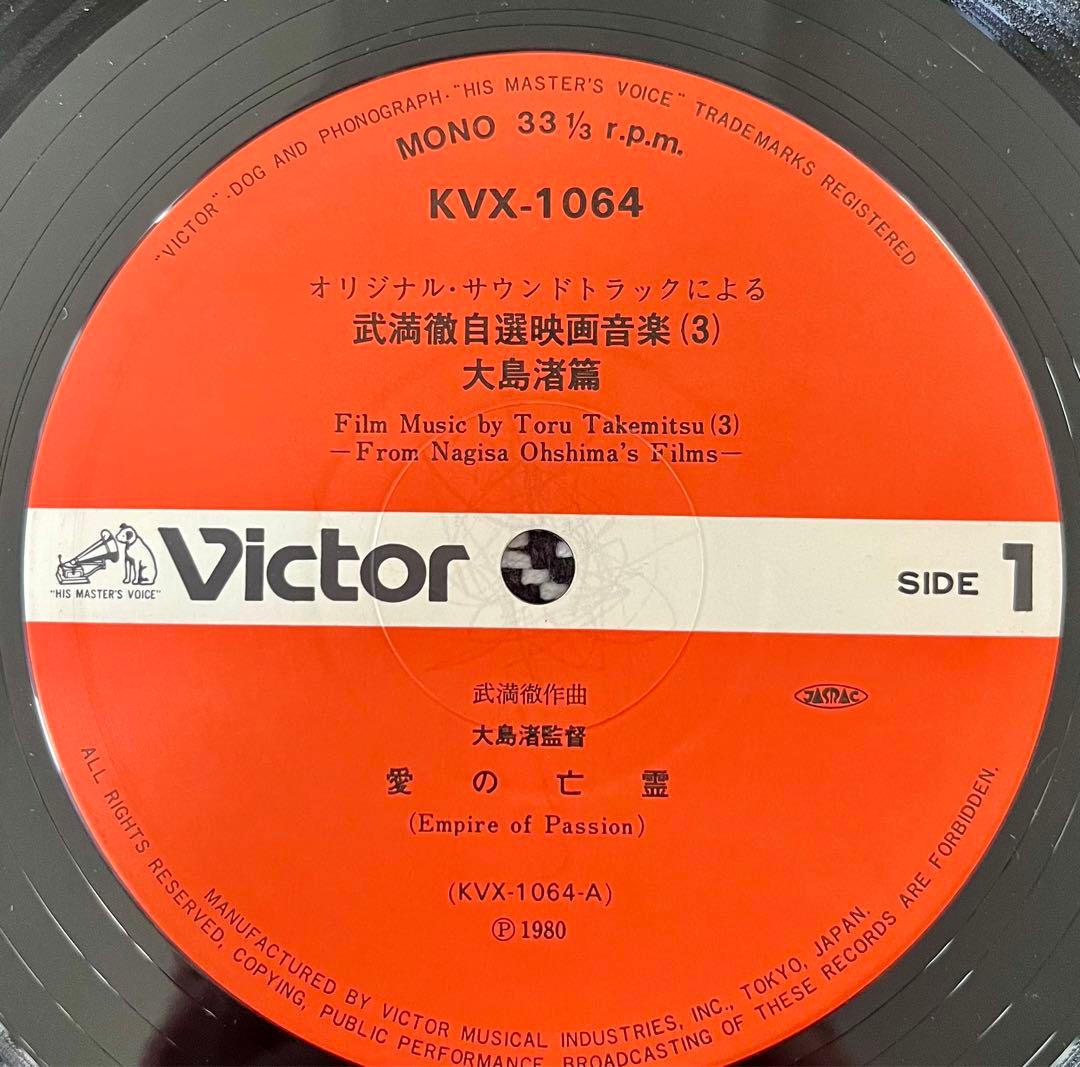 "VICTOR"·DOG AND PHONOGRAPH·"HIS MASTER'S VOICE" TRADEMARKS REGISTERED
MONO 33 1/3 r.p.m.
KVX-1064
オリジナル・サウンドトラックによる
武満徹自選映画音楽(3)
大島渚篇
Film Music by Toru Takemitsu(3)
—From Nagisa Ohshima's Films—
"HIS MASTER'S VOICE"
Victor
SIDE 1
武満徹作曲
JASRAC
大島渚監督
愛の亡霊
(Empire of Passion)
(KVX-1064-A)
Ⓟ1980
MANUFACTURED BY VICTOR MUSICAL INDUSTRIES, INC., TOKYO, JAPAN.
ALL RIGHTS RESERVED, COPYING, PUBLIC PERFORMANCE, BROADCASTING OF THESE RECORDS ARE FORBIDDEN.